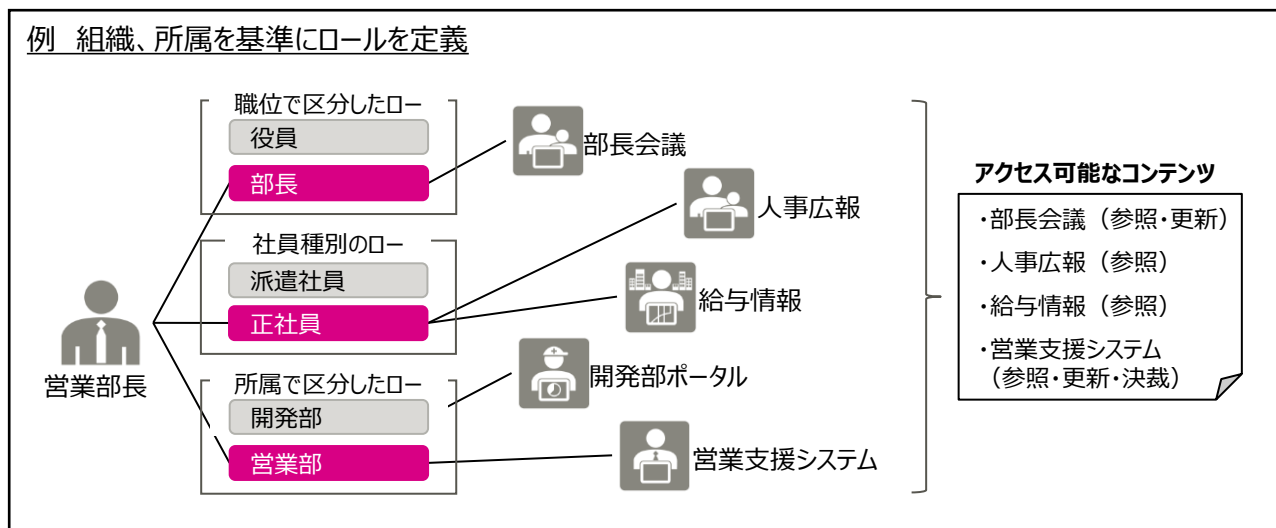 例 組織、所属を基準にロールを定義
職位で区分したロー
役員
部長
社員種別のロー
派遣社員
正社員
所属で区分したロー
開発部
営業部
営業部長
部長会議
人事広報
給与情報
開発部ポータル
営業支援システム
アクセス可能なコンテンツ
・部長会議（参照・更新）
・人事広報（参照）
・給与情報（参照）
・営業支援システム
（参照・更新・決裁）